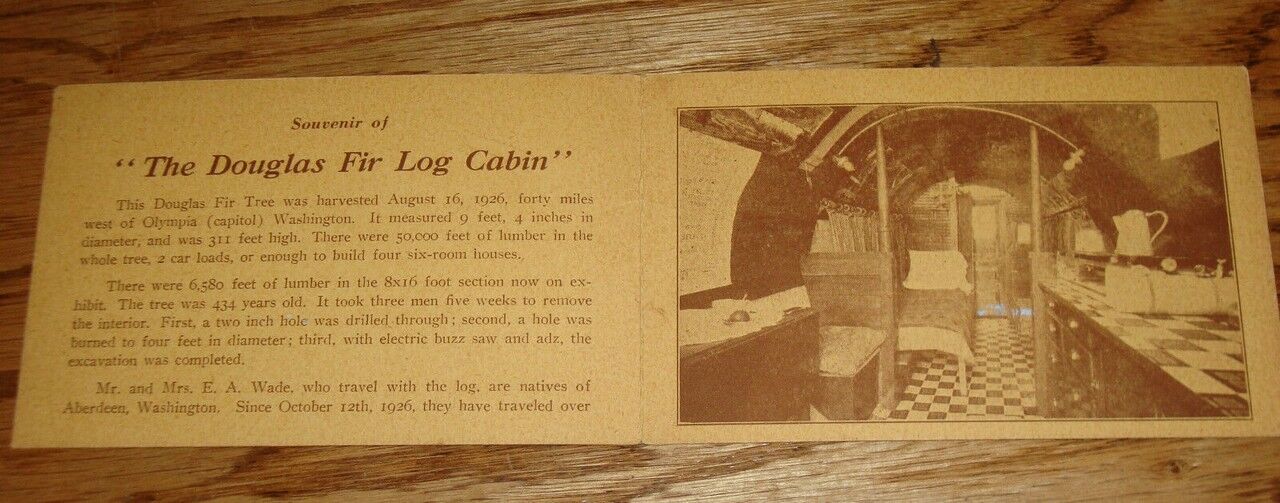 Souvenir of
"The Douglas Fir Log Cabin"
This Douglas Fir Tree was harvested August 16, 1926, forty miles
west of Olympia (capitol) Washington. It measured 9 feet, 4 inches in
diameter, and was 311 feet high. There were 50,000 feet of lumber in the
whole tree, 2 car loads, or enough to build four six-room houses.
There were 6,580 feet of lumber in the 8x16 foot section now on ex-
hibit. The tree was 434 years old. It took three men five weeks to remove
the interior. First, a two inch hole was drilled through; second, a hole was
burned to four feet in diameter; third, with electric buzz saw and adz, the
excavation was completed.
Mr. and Mrs. E. A. Wade, who travel with the log, are natives of
Aberdeen, Washington. Since October 12th, 1926, they have traveled over